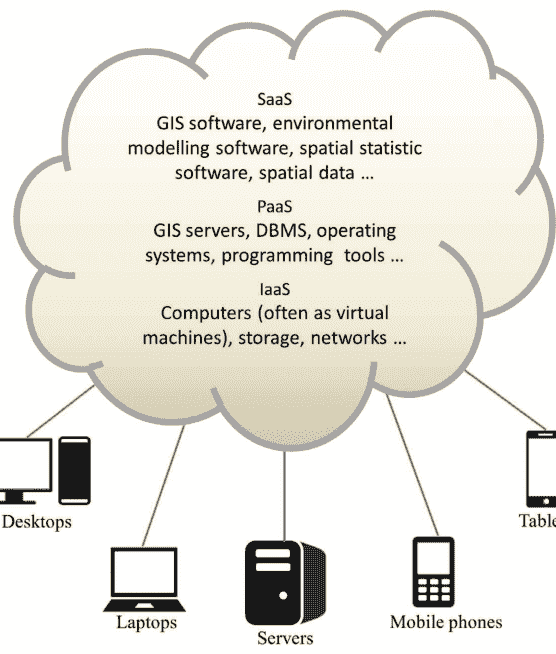 SaaS
GIS software, environmental
modelling software, spatial statistic
software, spatial data ...
PaaS
GIS servers, DBMS, operating
systems, programming tools ...
IaaS
Computers (often as virtual
machines), storage, networks ...
Desktops
Table
Laptops
Mobile phones
Servers